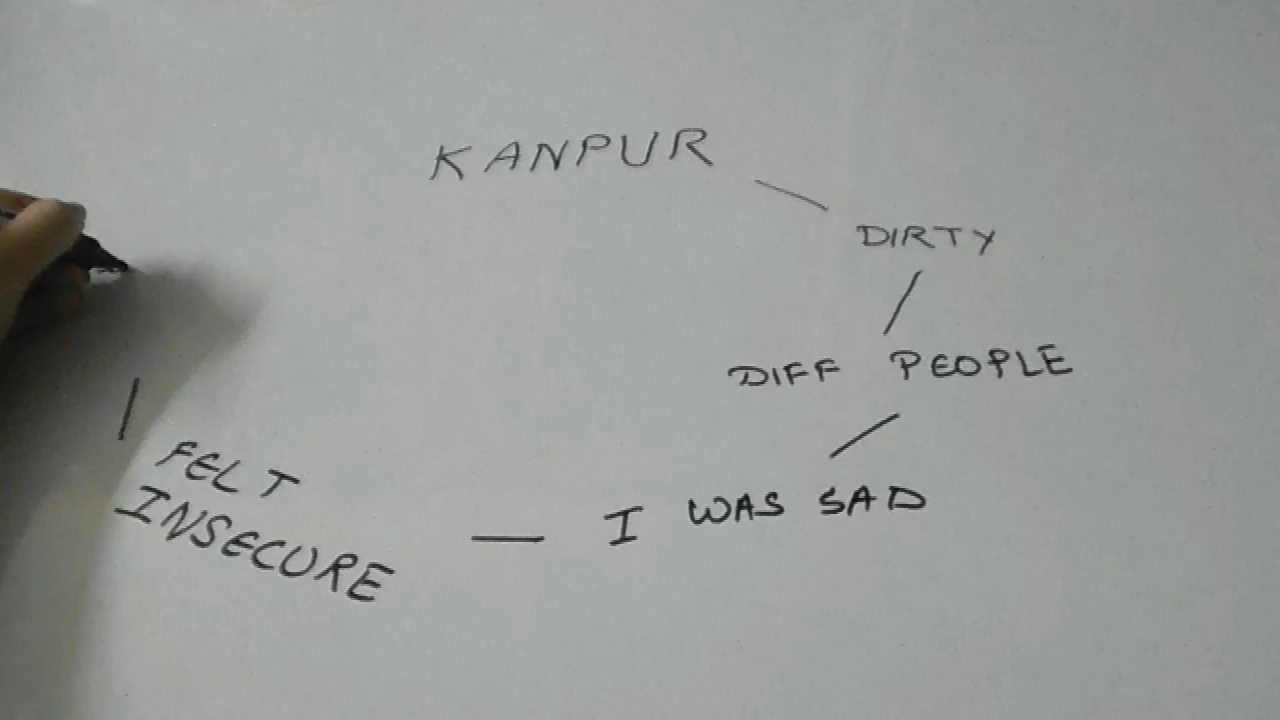 KANPUR
DIRTY
DIFF PEOPLE
I WAS SAD
FELT
INSECURE